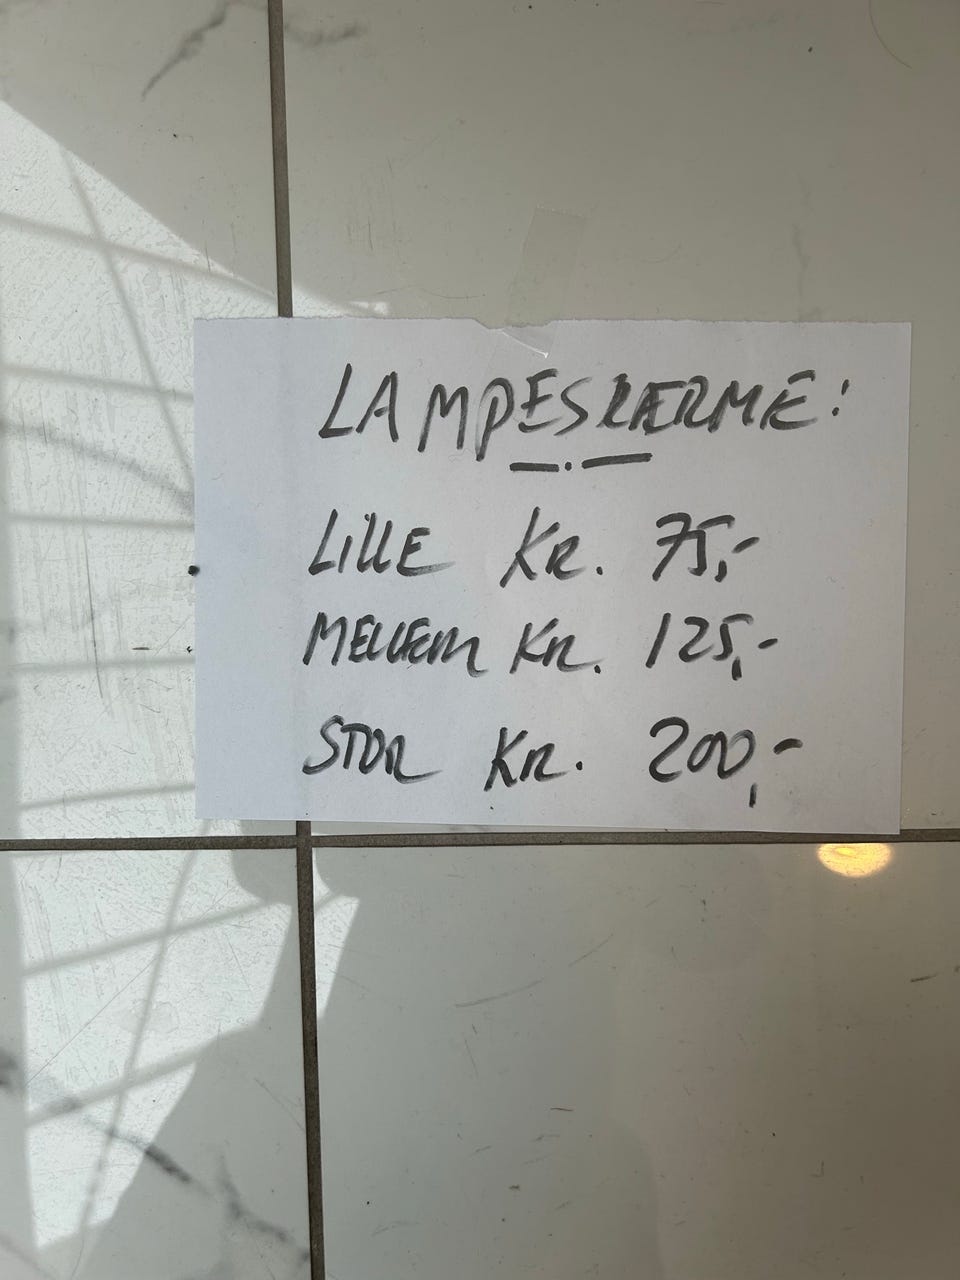 LAMPESKÆRME:
LILLE KR. 75,-
MELLEM KR. 125,-
STOR KR. 200,-